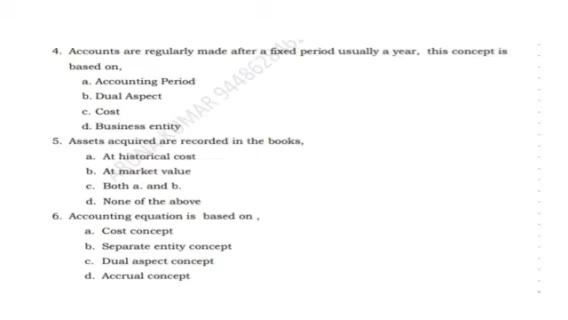 4. Accounts are regularly made after a fixed period usually a year, this concept is
based on,
a. Accounting Period
b. Dual Aspect
c. Cost
d. Business entity
5. Assets acquired are recorded in the books,
a. At historical cost
b. At market value
c. Both a. and b.
d. None of the above
6. Accounting equation is based on ,
a. Cost concept
b. Separate entity concept
c. Dual aspect concept
d. Accrual concept